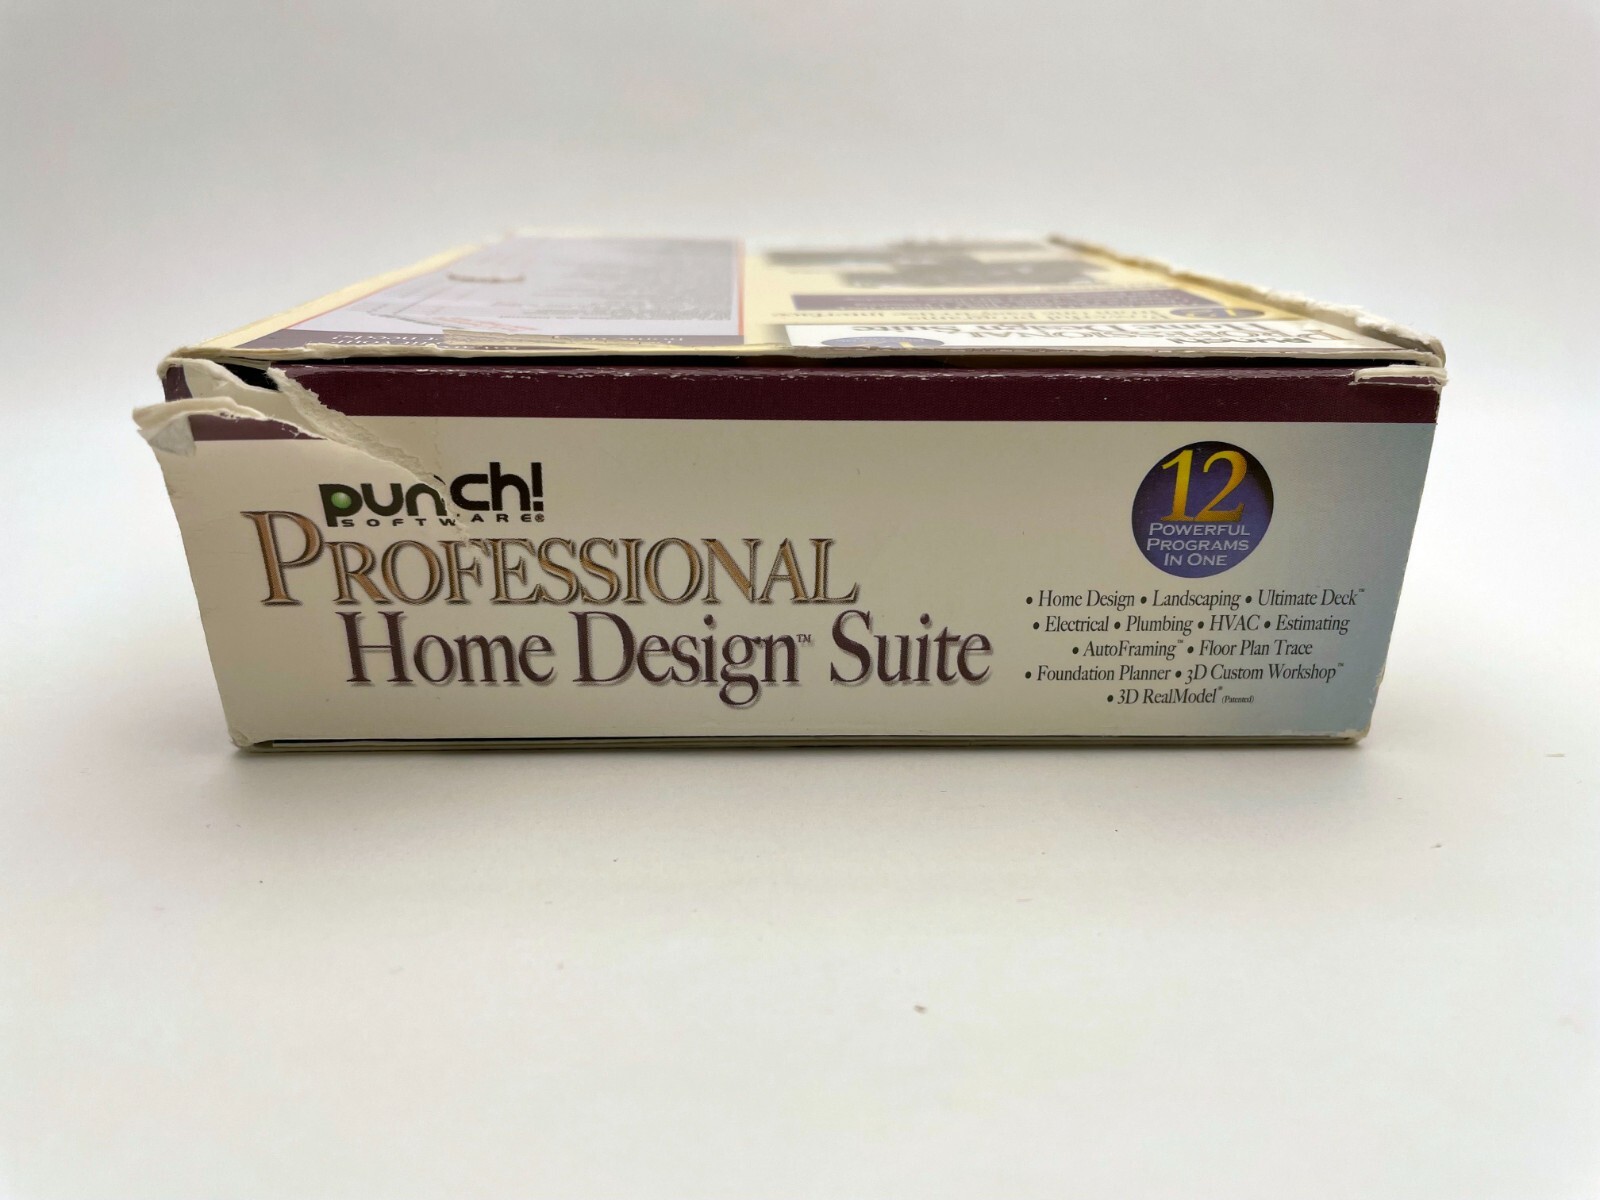 punch!
SOFTWARE®
PROFESSIONAL
Home Design™ Suite
12
POWERFUL
PROGRAMS
IN ONE
• Home Design • Landscaping • Ultimate Deck™
• Electrical • Plumbing • HVAC • Estimating
• AutoFraming™ • Floor Plan Trace
• Foundation Planner • 3D Custom Workshop™
• 3D RealModel® (Patented)